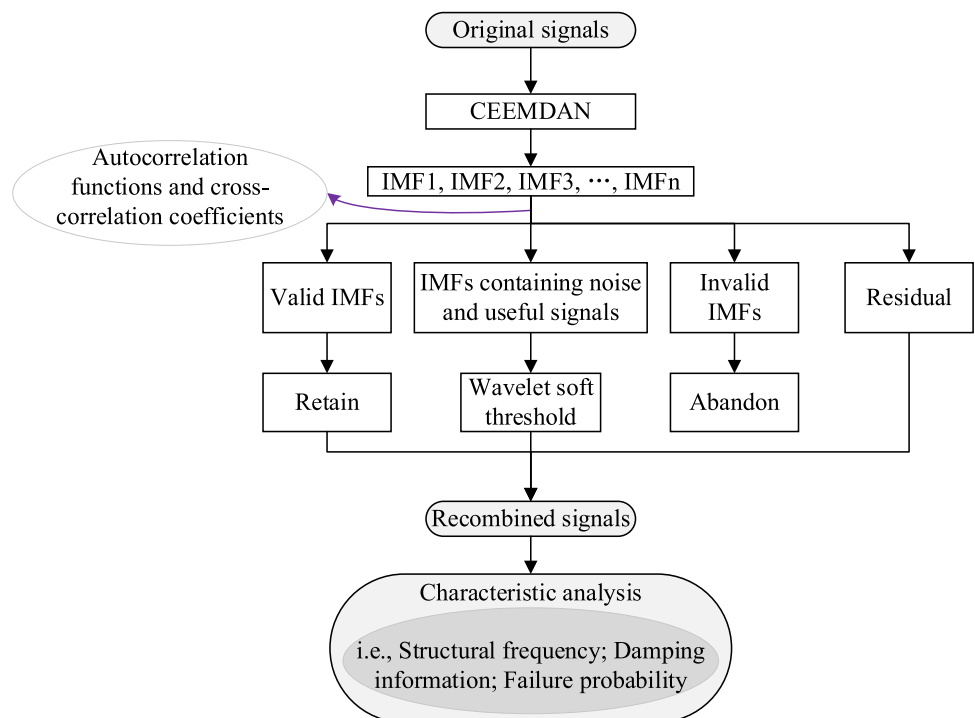 Original signals
CEEMDAN
IMF1, IMF2, IMF3, ···, IMFn
Autocorrelation
functions and cross-
correlation coefficients
Valid IMFs
IMFs containing noise
and useful signals
Invalid
IMFs
Residual
Retain
Wavelet soft
threshold
Abandon
Recombined signals
Characteristic analysis
i.e., Structural frequency; Damping
information; Failure probability